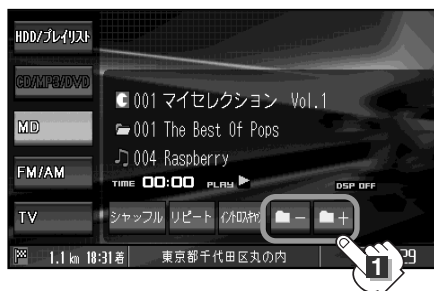 HDD/プレイリスト
CD/MP3/DVD
001 マイセレクション Vol.1
MD
001 The Best Of Pops
004 Raspberry
FM/AM
TIME 00:00 PLAY
DSP OFF
TV
シャッフル リピート イントロスキャン － ＋
1.1 km 18:31着 東京都千代田区丸の内 29
1